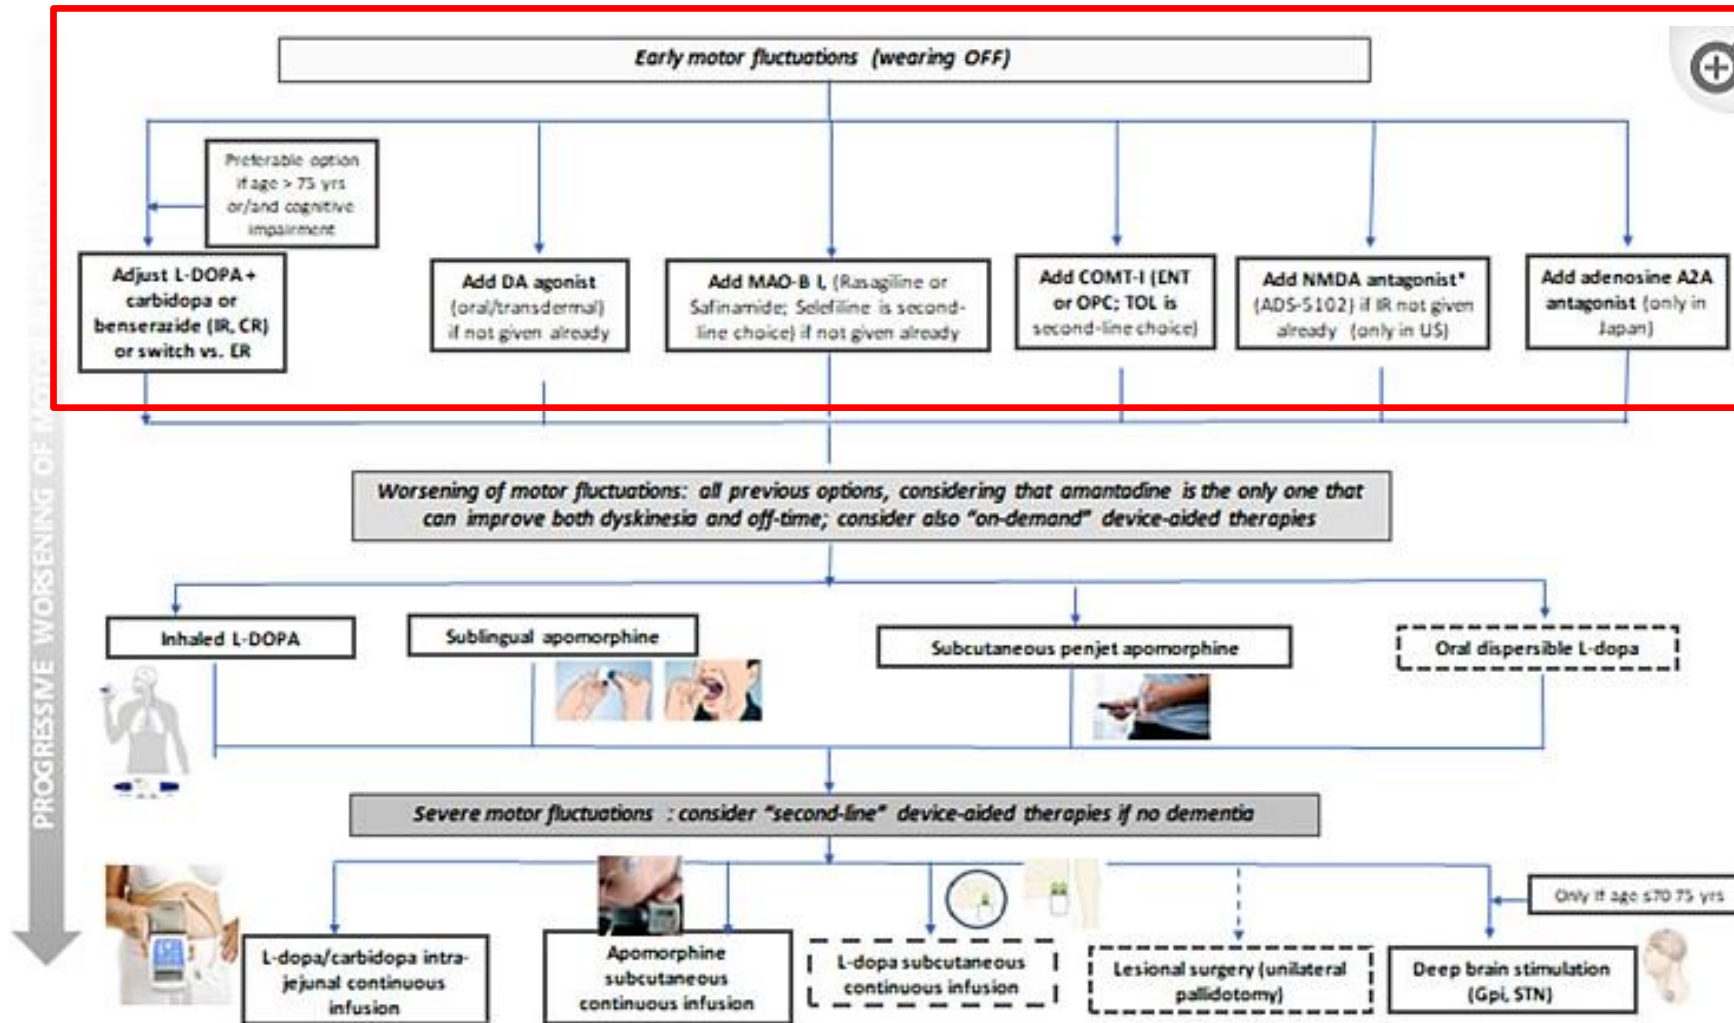 Early motor fluctuations (wearing OFF)
Preferable option
if age > 75 yrs
or/and cognitive
impairment
Adjust L-DOPA +
carbidopa or
benserazide (IR, CR)
or switch vs. ER
Add DA agonist
(oral/transdermal)
if not given already
Add MAO-B I, (Rasagiline or
Safinamide; Selefiline is second-
line choice) if not given already
Add COMT-I (ENT
or OPC; TOL is
second-line choice)
Add NMDA antagonist*
(ADS-5102) if IR not given
already (only in US)
Add adenosine A2A
antagonist (only in
Japan)
Worsening of motor fluctuations: all previous options, considering that amantadine is the only one that
can improve both dyskinesia and off-time; consider also "on-demand" device-aided therapies
Inhaled L-DOPA
Sublingual apomorphine
Subcutaneous penjet apomorphine
Oral dispersible L-dopa
Severe motor fluctuations : consider "second-line" device-aided therapies if no dementia
Only if age ≤70 75 yrs
L-dopa/carbidopa intra-
jejunal continuous
infusion
Apomorphine
subcutaneous
continuous infusion
L-dopa subcutaneous
continuous infusion
Lesional surgery (unilateral
pallidotomy)
Deep brain stimulation
(Gpi, STN)
PROGRESSIVE WORSENING OF